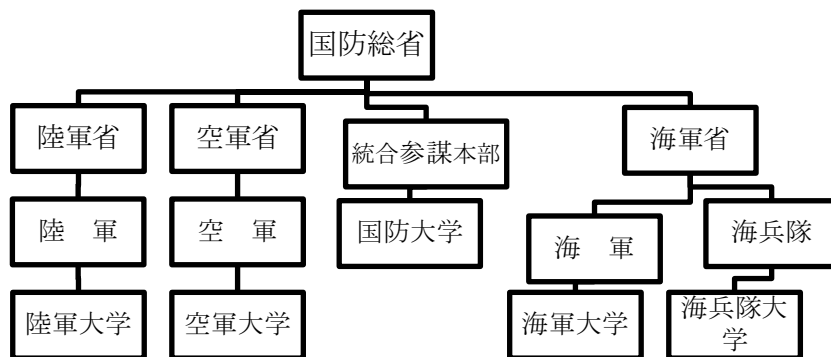 国防総省
陸軍省
空軍省
統合参謀本部
海軍省
陸　軍
空　軍
国防大学
海　軍
海兵隊
陸軍大学
空軍大学
海軍大学
海兵隊大
学